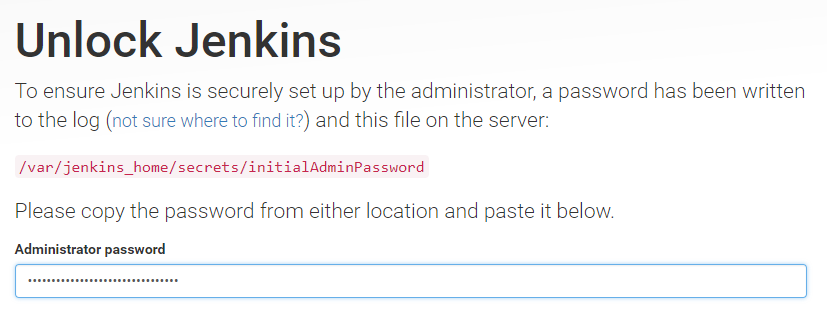 Unlock Jenkins
To ensure Jenkins is securely set up by the administrator, a password has been written
to the log (not sure where to find it?) and this file on the server:
/var/jenkins_home/secrets/initialAdminPassword
Please copy the password from either location and paste it below.
Administrator password
••••••••••••••••••••••••••••••••